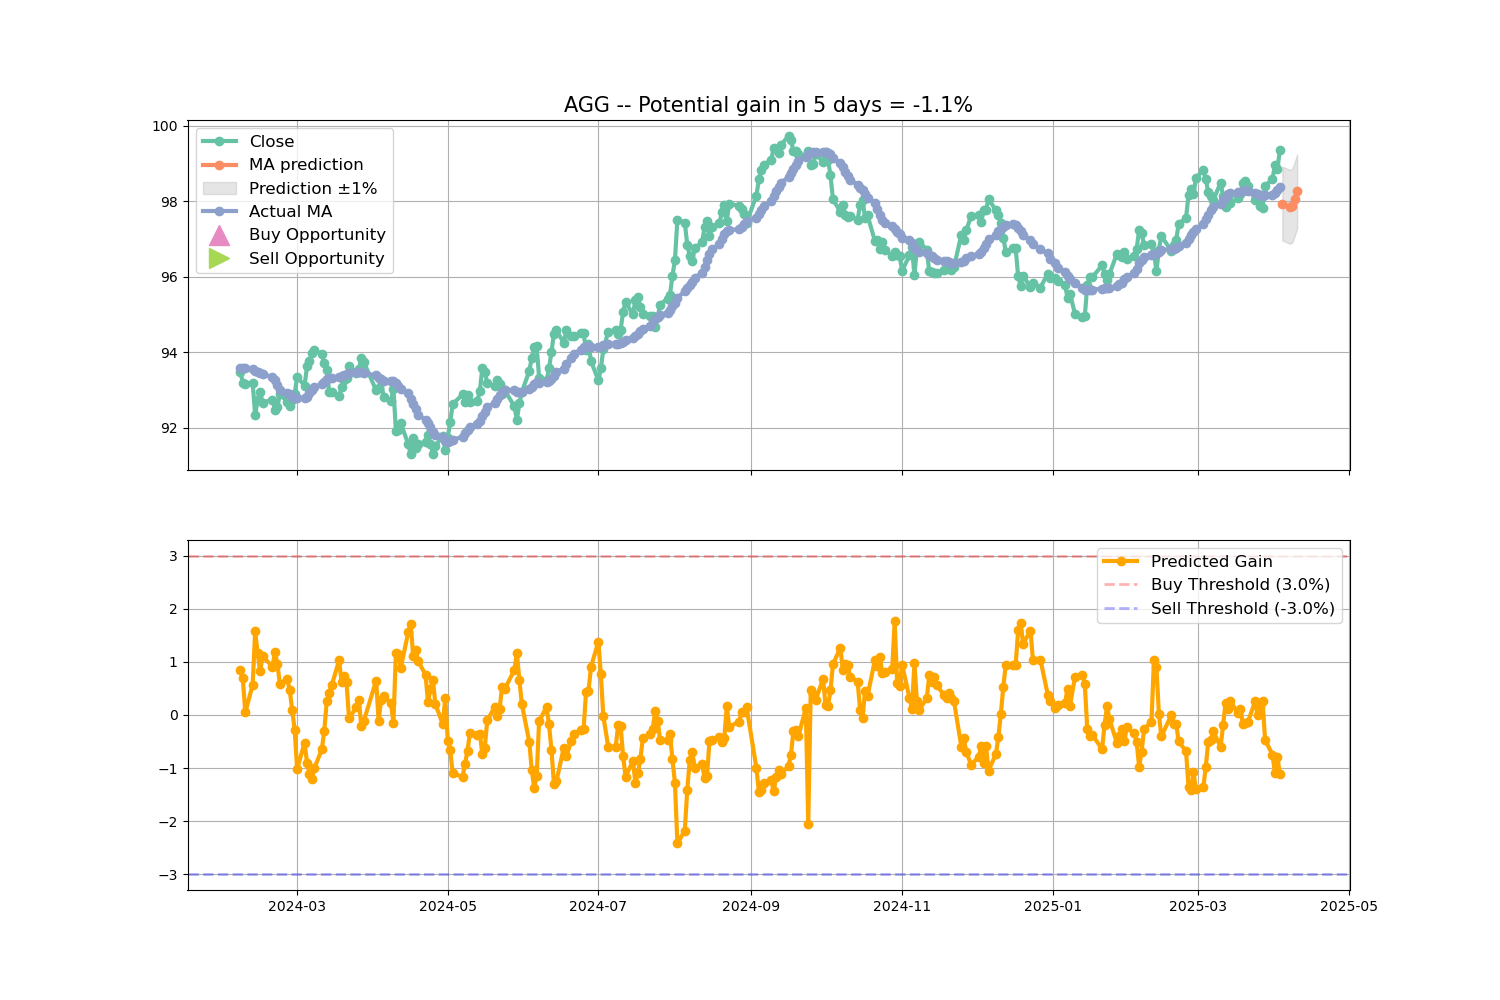 AGG -- Potential gain in 5 days = -1.1%
100
98
96
94
92
Close
MA prediction
Prediction ±1%
Actual MA
Buy Opportunity
Sell Opportunity
3
2
1
0
−1
−2
−3
Predicted Gain
Buy Threshold (3.0%)
Sell Threshold (-3.0%)
2024-03
2024-05
2024-07
2024-09
2024-11
2025-01
2025-03
2025-05